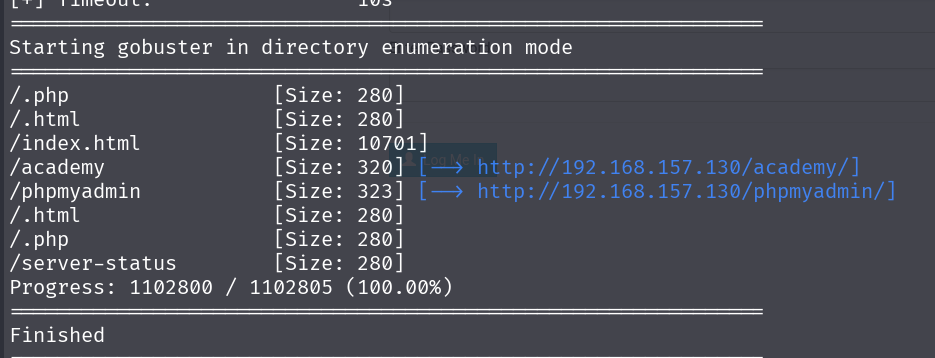 [+] Timeout: 10s
Starting gobuster in directory enumeration mode
/.php [Size: 280]
/.html [Size: 280]
/index.html [Size: 10701]
/academy [Size: 320] [--> http://192.168.157.130/academy/]
/phpmyadmin [Size: 323] [--> http://192.168.157.130/phpmyadmin/]
/.html [Size: 280]
/.php [Size: 280]
/server-status [Size: 280]
Progress: 1102800 / 1102805 (100.00%)
Finished